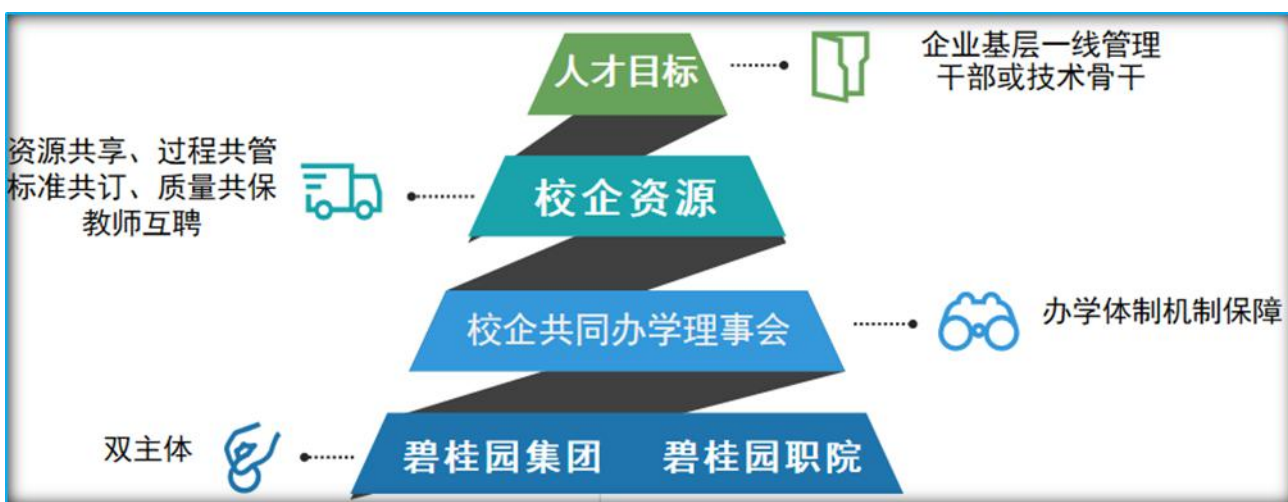 人才目标
企业基层一线管理
干部或技术骨干
资源共享、过程共管
标准共订、质量共保
教师互聘
校企资源
校企共同办学理事会
办学体制机制保障
双主体
碧桂园集团 碧桂园职院